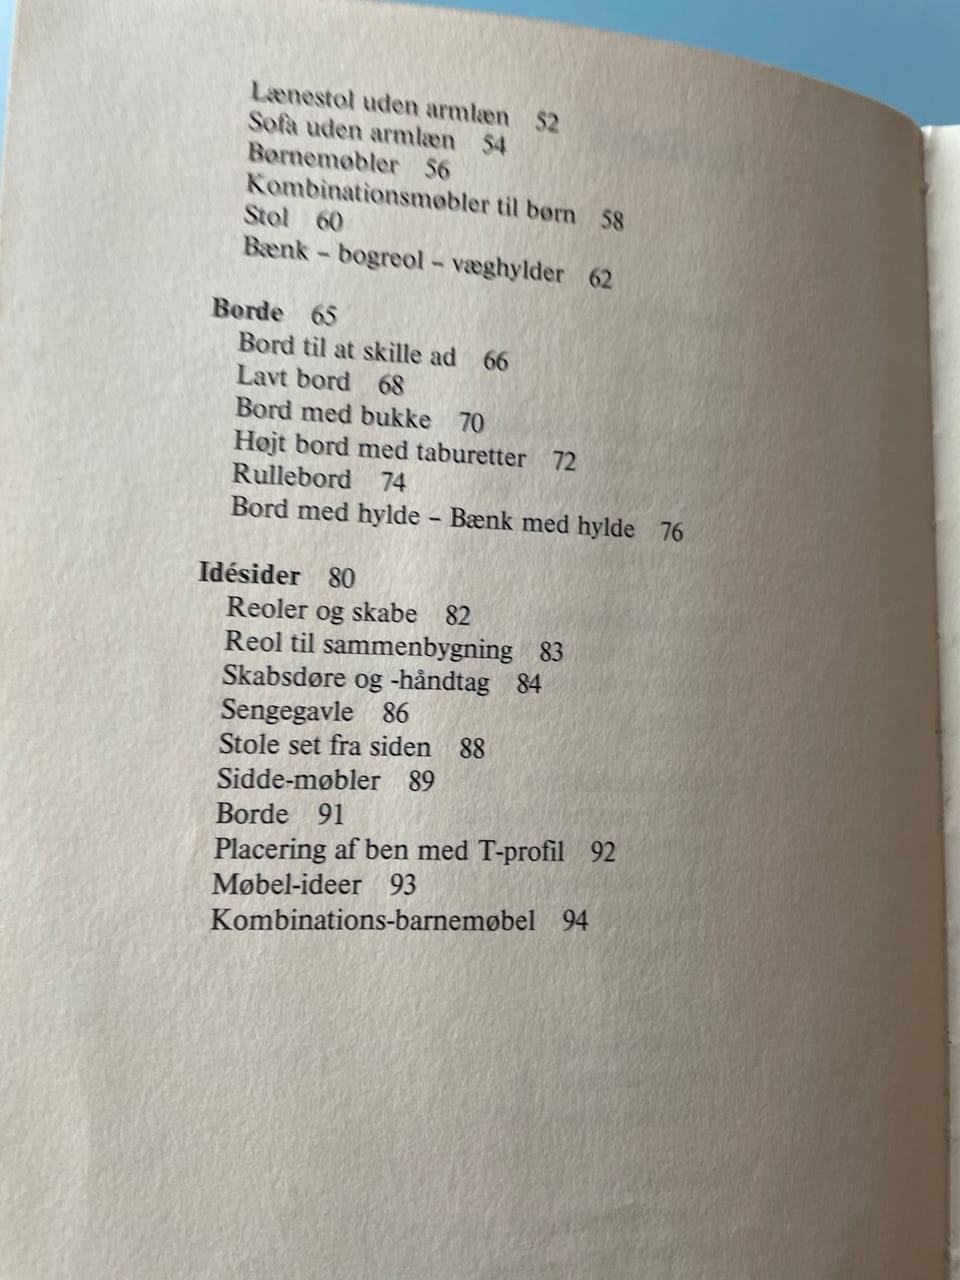 Lænestol uden armlæn 52
Sofa uden armlæn 54
Børnemøbler 56
Kombinationsmøbler til børn 58
Stol 60
Bænk – bogreol – væghylder 62
Borde 65
Bord til at skille ad 66
Lavt bord 68
Bord med bukke 70
Højt bord med taburetter 72
Rullebord 74
Bord med hylde – Bænk med hylde 76
Idésider 80
Reoler og skabe 82
Reol til sammenbygning 83
Skabsdøre og -håndtag 84
Sengegavle 86
Stole set fra siden 88
Sidde-møbler 89
Borde 91
Placering af ben med T-profil 92
Møbel-ideer 93
Kombinations-barnemøbel 94